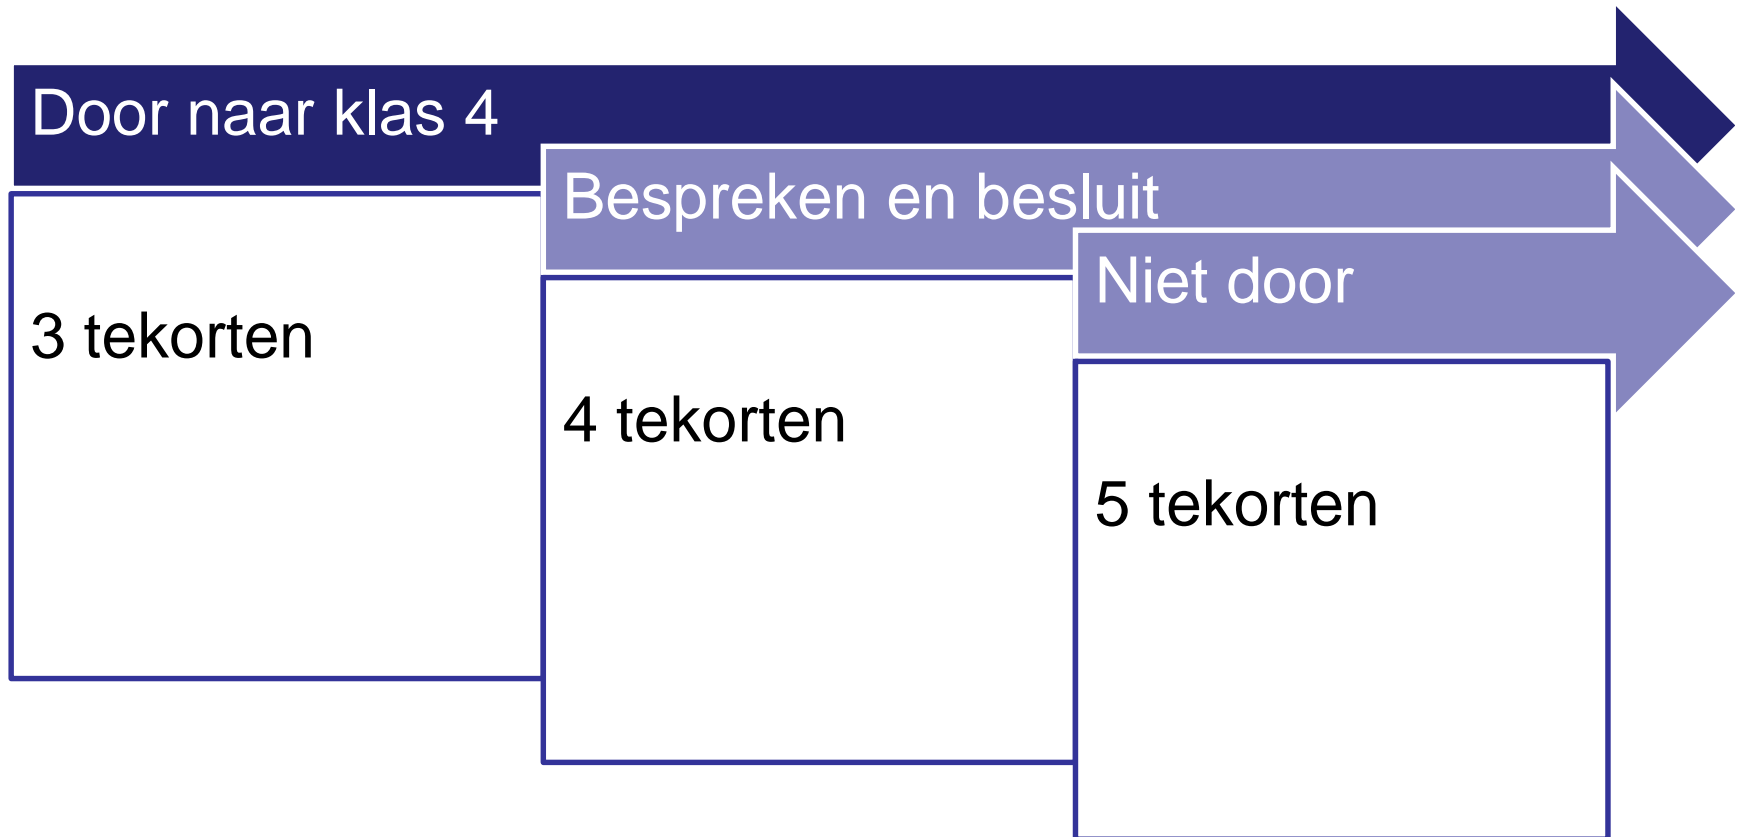 Door naar klas 4
3 tekorten
Bespreken en besluit
4 tekorten
Niet door
5 tekorten